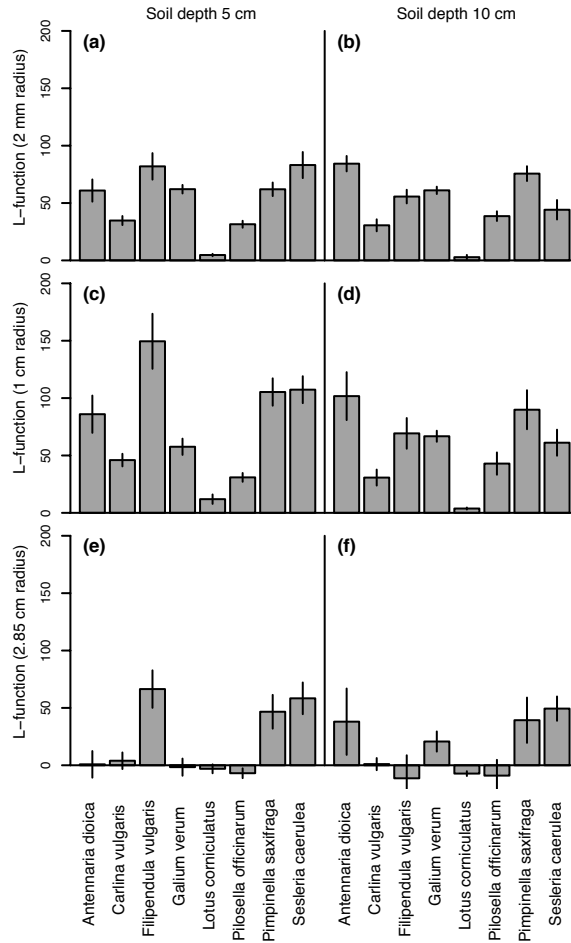 Soil depth 5 cm
Soil depth 10 cm
L−function (2 mm radius)
0
50
100
150
200
(a)
(b)
L−function (1 cm radius)
0
50
100
150
200
(c)
(d)
L−function (2.85 cm radius)
0
50
100
150
200
(e)
(f)
Antennaria dioica
Carlina vulgaris
Filipendula vulgaris
Galium verum
Lotus corniculatus
Pilosella officinarum
Pimpinella saxifraga
Sesleria caerulea
Antennaria dioica
Carlina vulgaris
Filipendula vulgaris
Galium verum
Lotus corniculatus
Pilosella officinarum
Pimpinella saxifraga
Sesleria caerulea